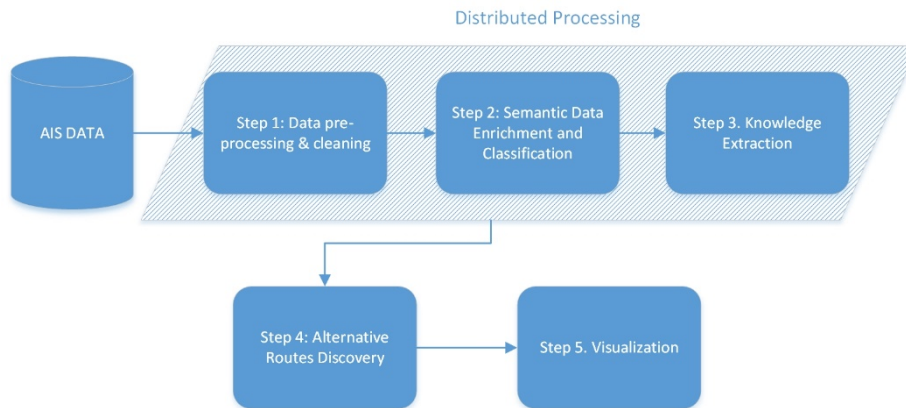 Distributed Processing
AIS DATA
Step 1: Data pre-
processing & cleaning
Step 2: Semantic Data
Enrichment and
Classification
Step 3. Knowledge
Extraction
Step 4: Alternative
Routes Discovery
Step 5. Visualization